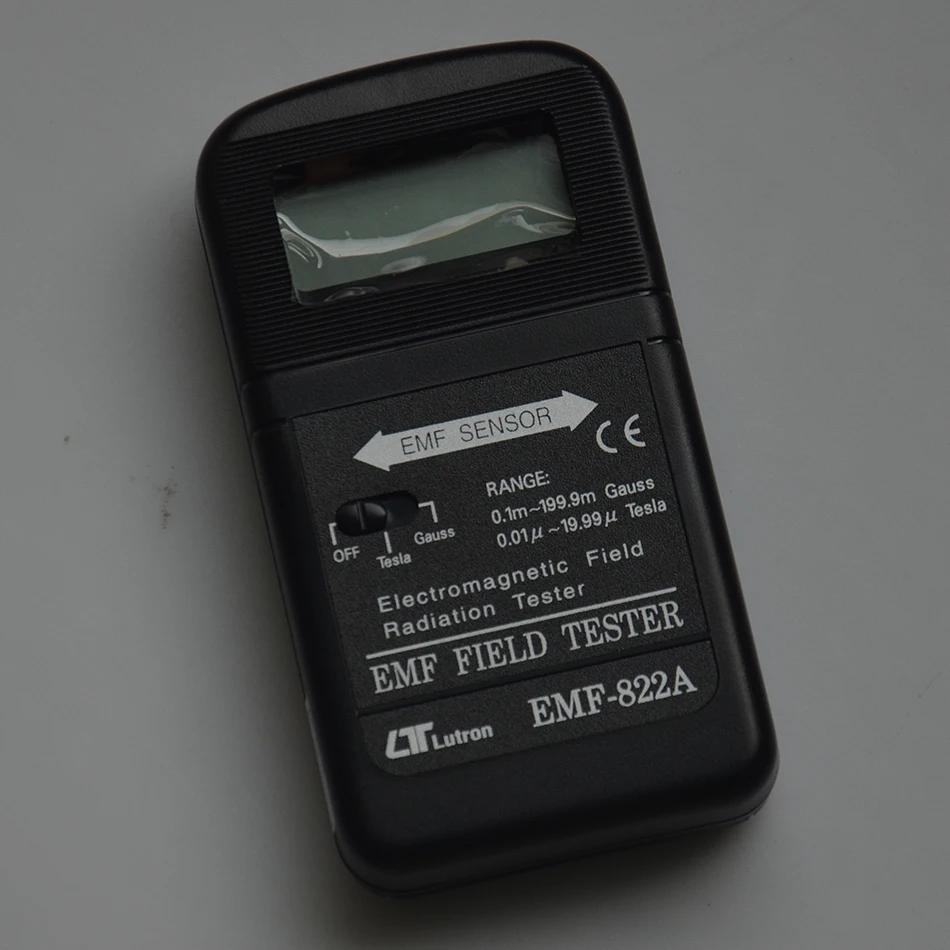 EMF SENSOR
CE
RANGE:
0.1m~199.9m Gauss
0.01μ~19.99μ Tesla
OFF Tesla Gauss
Electromagnetic Field
Radiation Tester
EMF FIELD TESTER
EMF-822A
LT Lutron